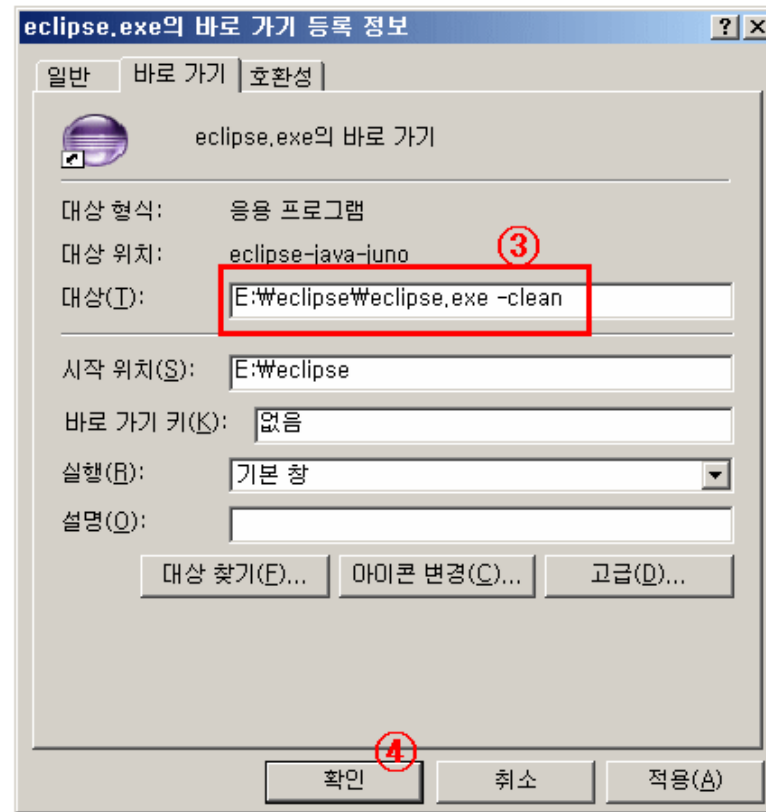 eclipse.exe의 바로 가기 등록 정보
일반 바로 가기 호환성
eclipse.exe의 바로 가기
대상 형식: 응용 프로그램
대상 위치: eclipse-java-juno
③
대상(T): E:₩eclipse₩eclipse.exe -clean
시작 위치(S): E:₩eclipse
바로 가기 키(K): 없음
실행(R): 기본 창
설명(O):
대상 찾기(F)... 아이콘 변경(C)... 고급(D)...
④
확인 취소 적용(A)